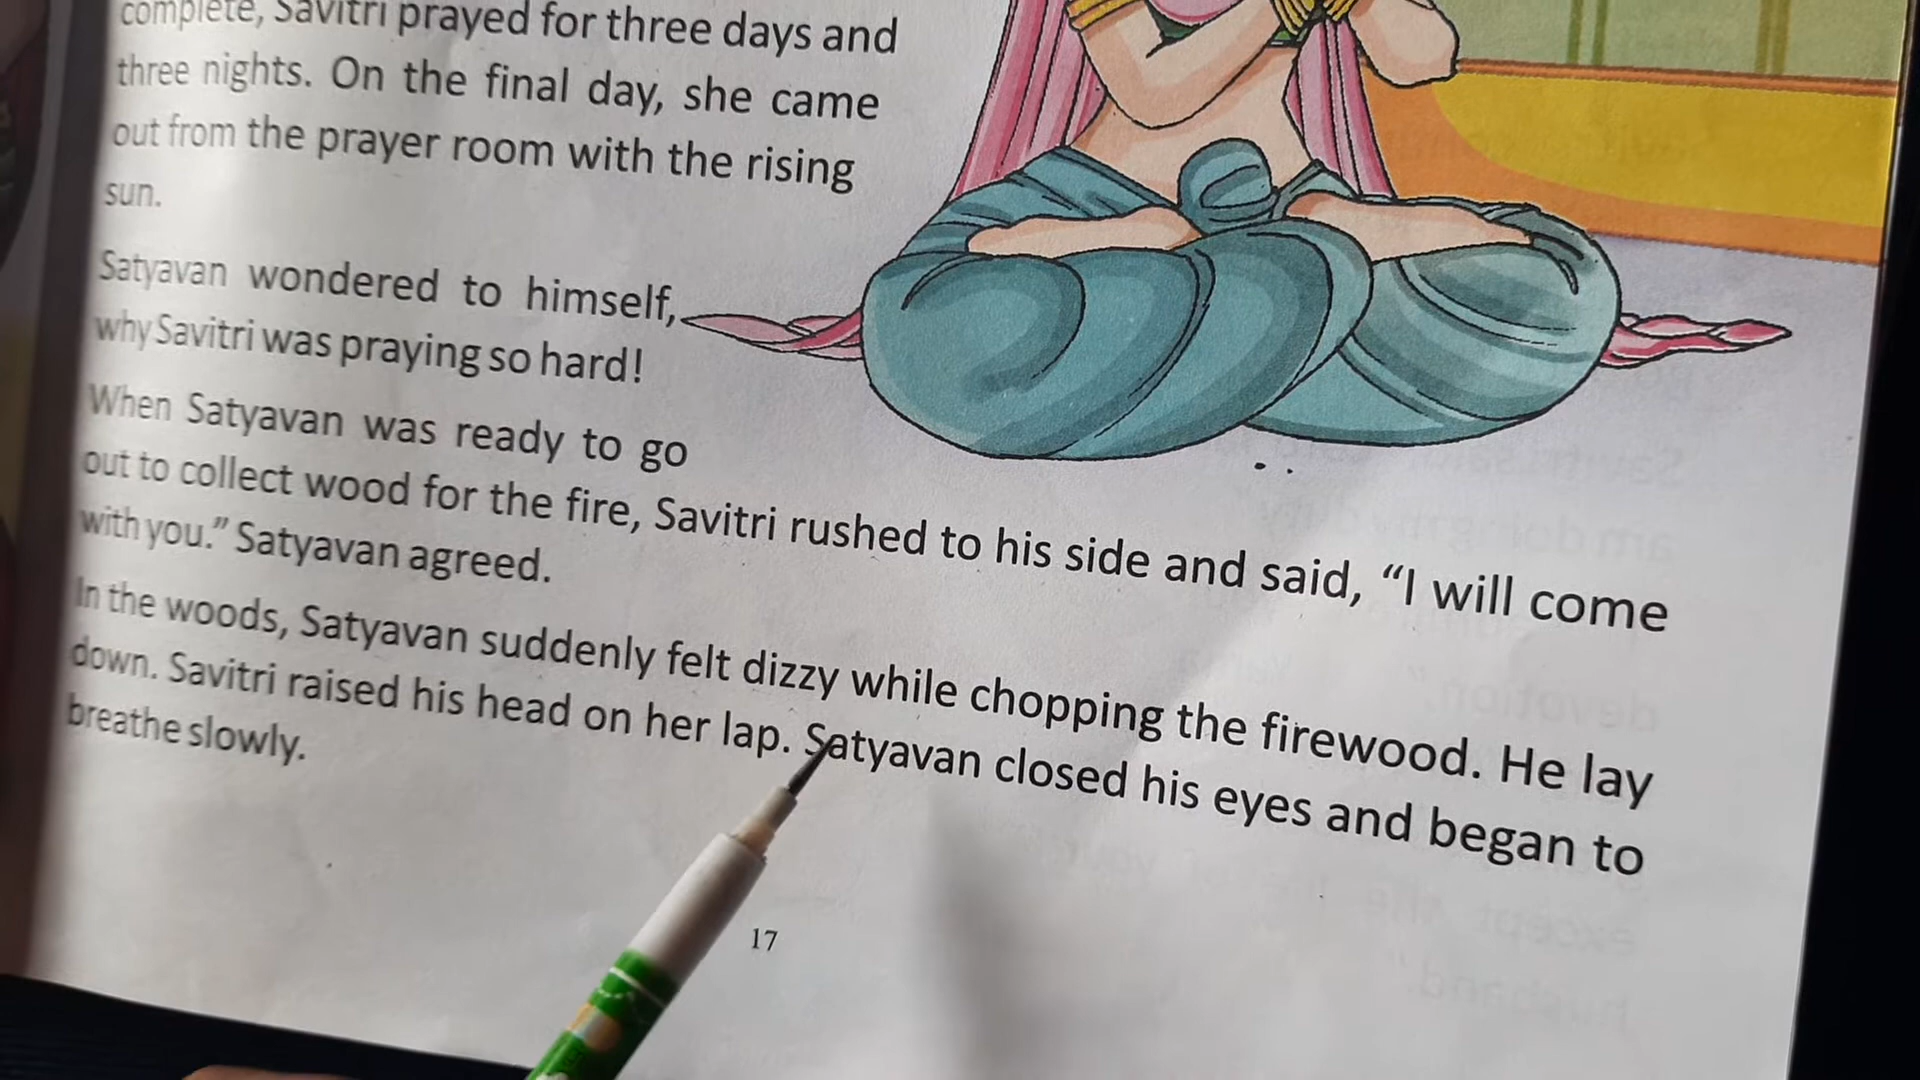 complete, Savitri prayed for three days and
three nights. On the final day, she came
out from the prayer room with the rising
sun.
Satyavan wondered to himself,
why Savitri was praying so hard!
When Satyavan was ready to go
out to collect wood for the fire, Savitri rushed to his side and said, “I will come
with you.” Satyavan agreed.
In the woods, Satyavan suddenly felt dizzy while chopping the firewood. He lay
down. Savitri raised his head on her lap. Satyavan closed his eyes and began to
breathe slowly.
17